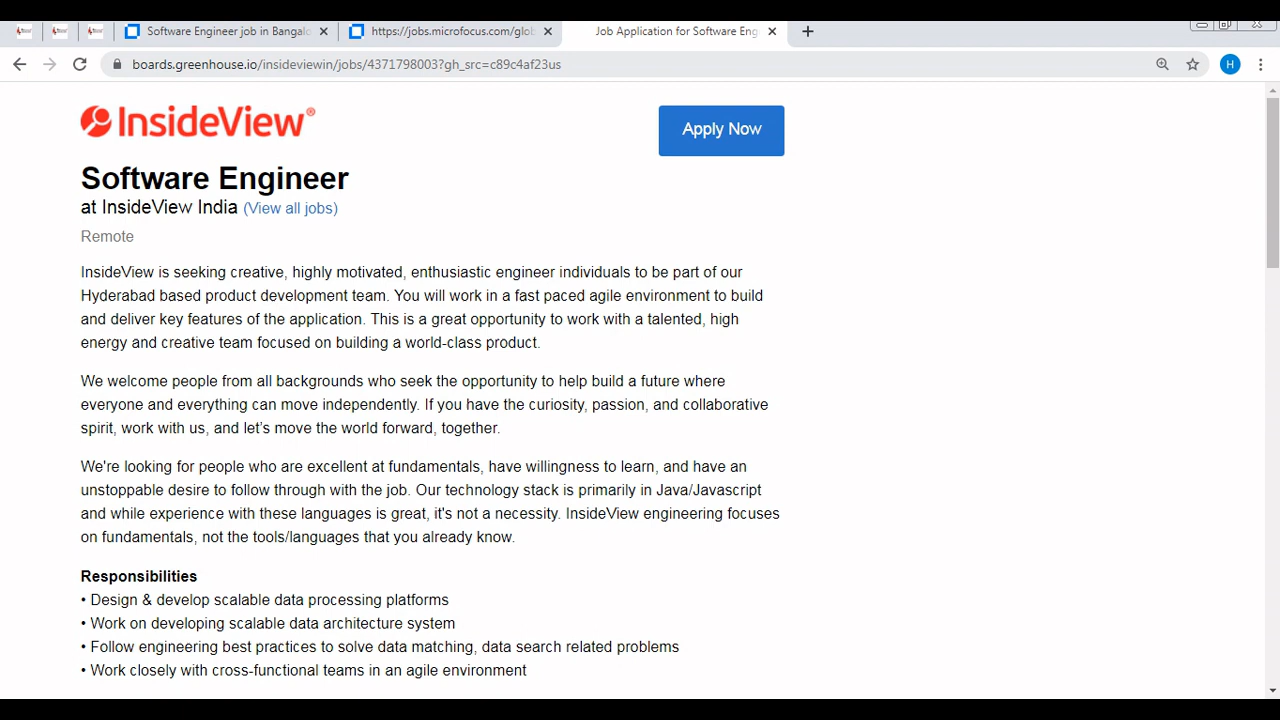 Software Engineer job in Bangalo
https://jobs.microfocus.com/glob
Job Application for Software Eng
boards.greenhouse.io/insideviewin/jobs/4371798003?gh_src=c89c4af23us
H
InsideView®
Apply Now
Software Engineer
at InsideView India (View all jobs)
Remote
InsideView is seeking creative, highly motivated, enthusiastic engineer individuals to be part of our
Hyderabad based product development team. You will work in a fast paced agile environment to build
and deliver key features of the application. This is a great opportunity to work with a talented, high
energy and creative team focused on building a world-class product.
We welcome people from all backgrounds who seek the opportunity to help build a future where
everyone and everything can move independently. If you have the curiosity, passion, and collaborative
spirit, work with us, and let’s move the world forward, together.
We're looking for people who are excellent at fundamentals, have willingness to learn, and have an
unstoppable desire to follow through with the job. Our technology stack is primarily in Java/Javascript
and while experience with these languages is great, it's not a necessity. InsideView engineering focuses
on fundamentals, not the tools/languages that you already know.
Responsibilities
• Design & develop scalable data processing platforms
• Work on developing scalable data architecture system
• Follow engineering best practices to solve data matching, data search related problems
• Work closely with cross-functional teams in an agile environment